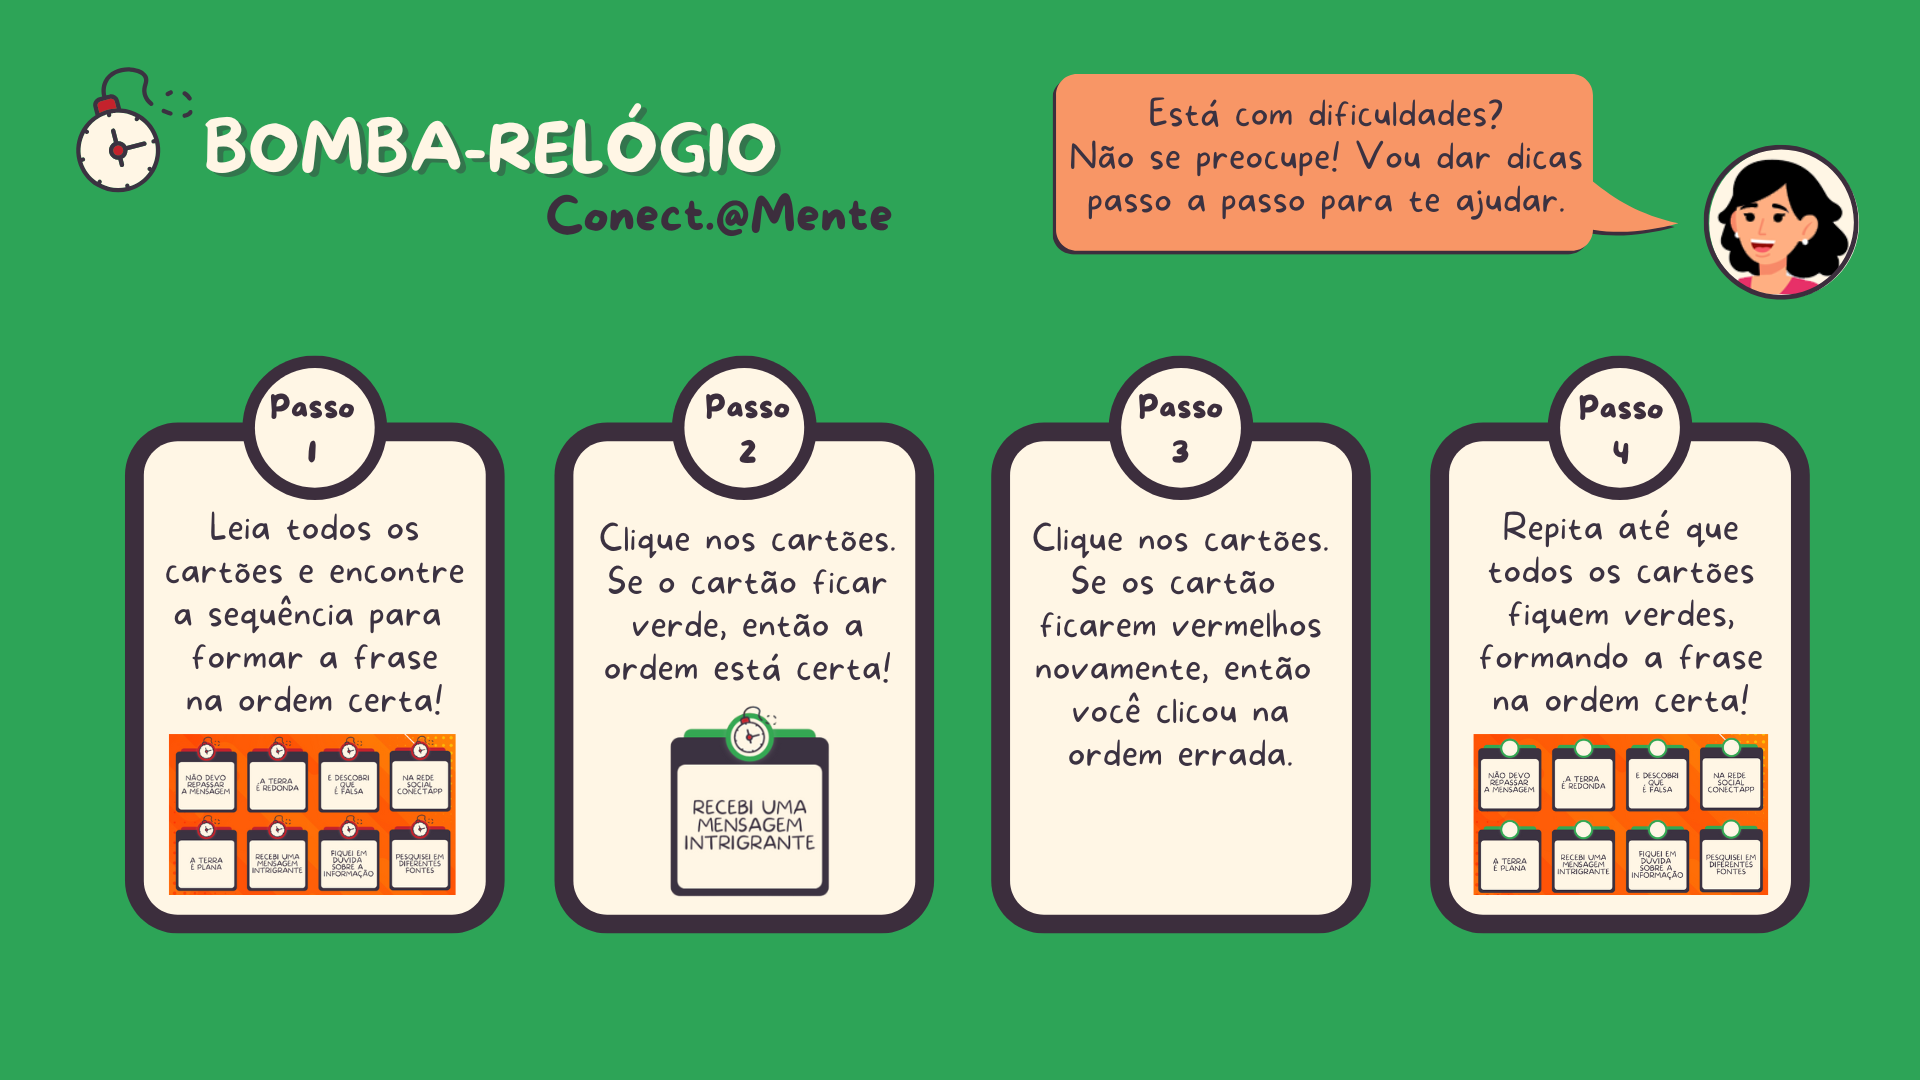 BOMBA-RELÓGIO
Conect.@Mente
Está com dificuldades?
Não se preocupe! Vou dar dicas
passo a passo para te ajudar.
Passo
1
Leia todos os
cartões e encontre
a sequência para
formar a frase
na ordem certa!
NÃO DEVO
REPASSAR
A MENSAGEM
A TERRA
É REDONDA
E DESCOBRI
QUE
É FALSA
NA REDE
SOCIAL
CONECTAPP
A TERRA
É PLANA
RECEBI UMA
MENSAGEM
INTRIGRANTE
FIQUEI EM
DÚVIDA
SOBRE A
INFORMAÇÃO
PESQUISEI EM
DIFERENTES
FONTES
Passo
2
Clique nos cartões.
Se o cartão ficar
verde, então a
ordem está certa!
RECEBI UMA
MENSAGEM
INTRIGRANTE
Passo
3
Clique nos cartões.
Se os cartão
ficarem vermelhos
novamente, então
você clicou na
ordem errada.
Passo
4
Repita até que
todos os cartões
fiquem verdes,
formando a frase
na ordem certa!
NÃO DEVO
REPASSAR
A MENSAGEM
A TERRA
É REDONDA
E DESCOBRI
QUE
É FALSA
NA REDE
SOCIAL
CONECTAPP
A TERRA
É PLANA
RECEBI UMA
MENSAGEM
INTRIGRANTE
FIQUEI EM
DÚVIDA
SOBRE A
INFORMAÇÃO
PESQUISEI EM
DIFERENTES
FONTES